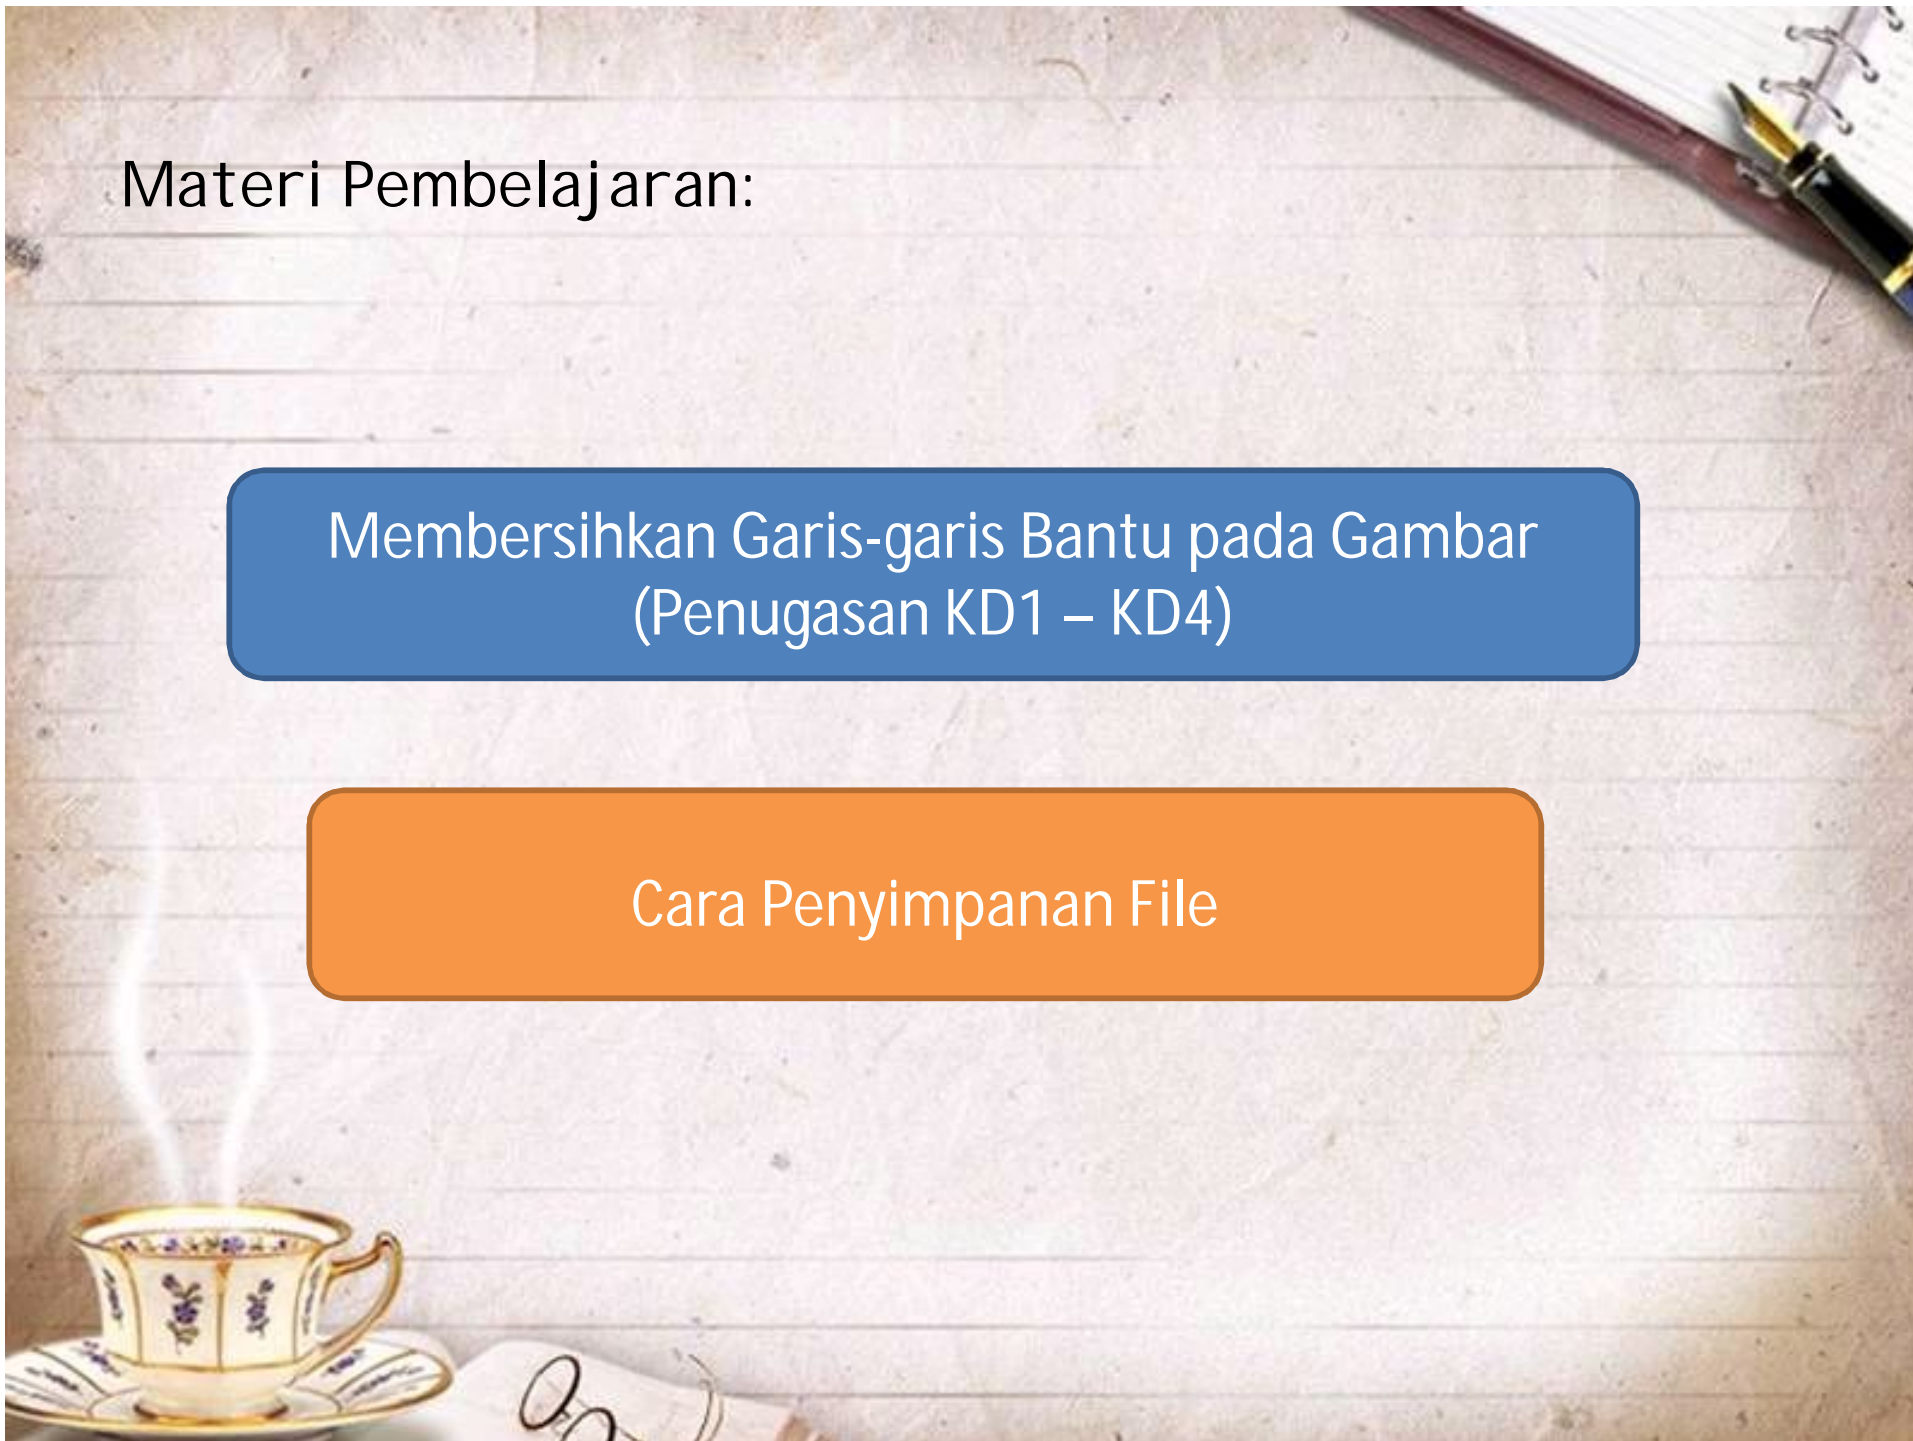 Materi Pembelajaran:
Membersihkan Garis-garis Bantu pada Gambar
(Penugasan KD1 – KD4)
Cara Penyimpanan File